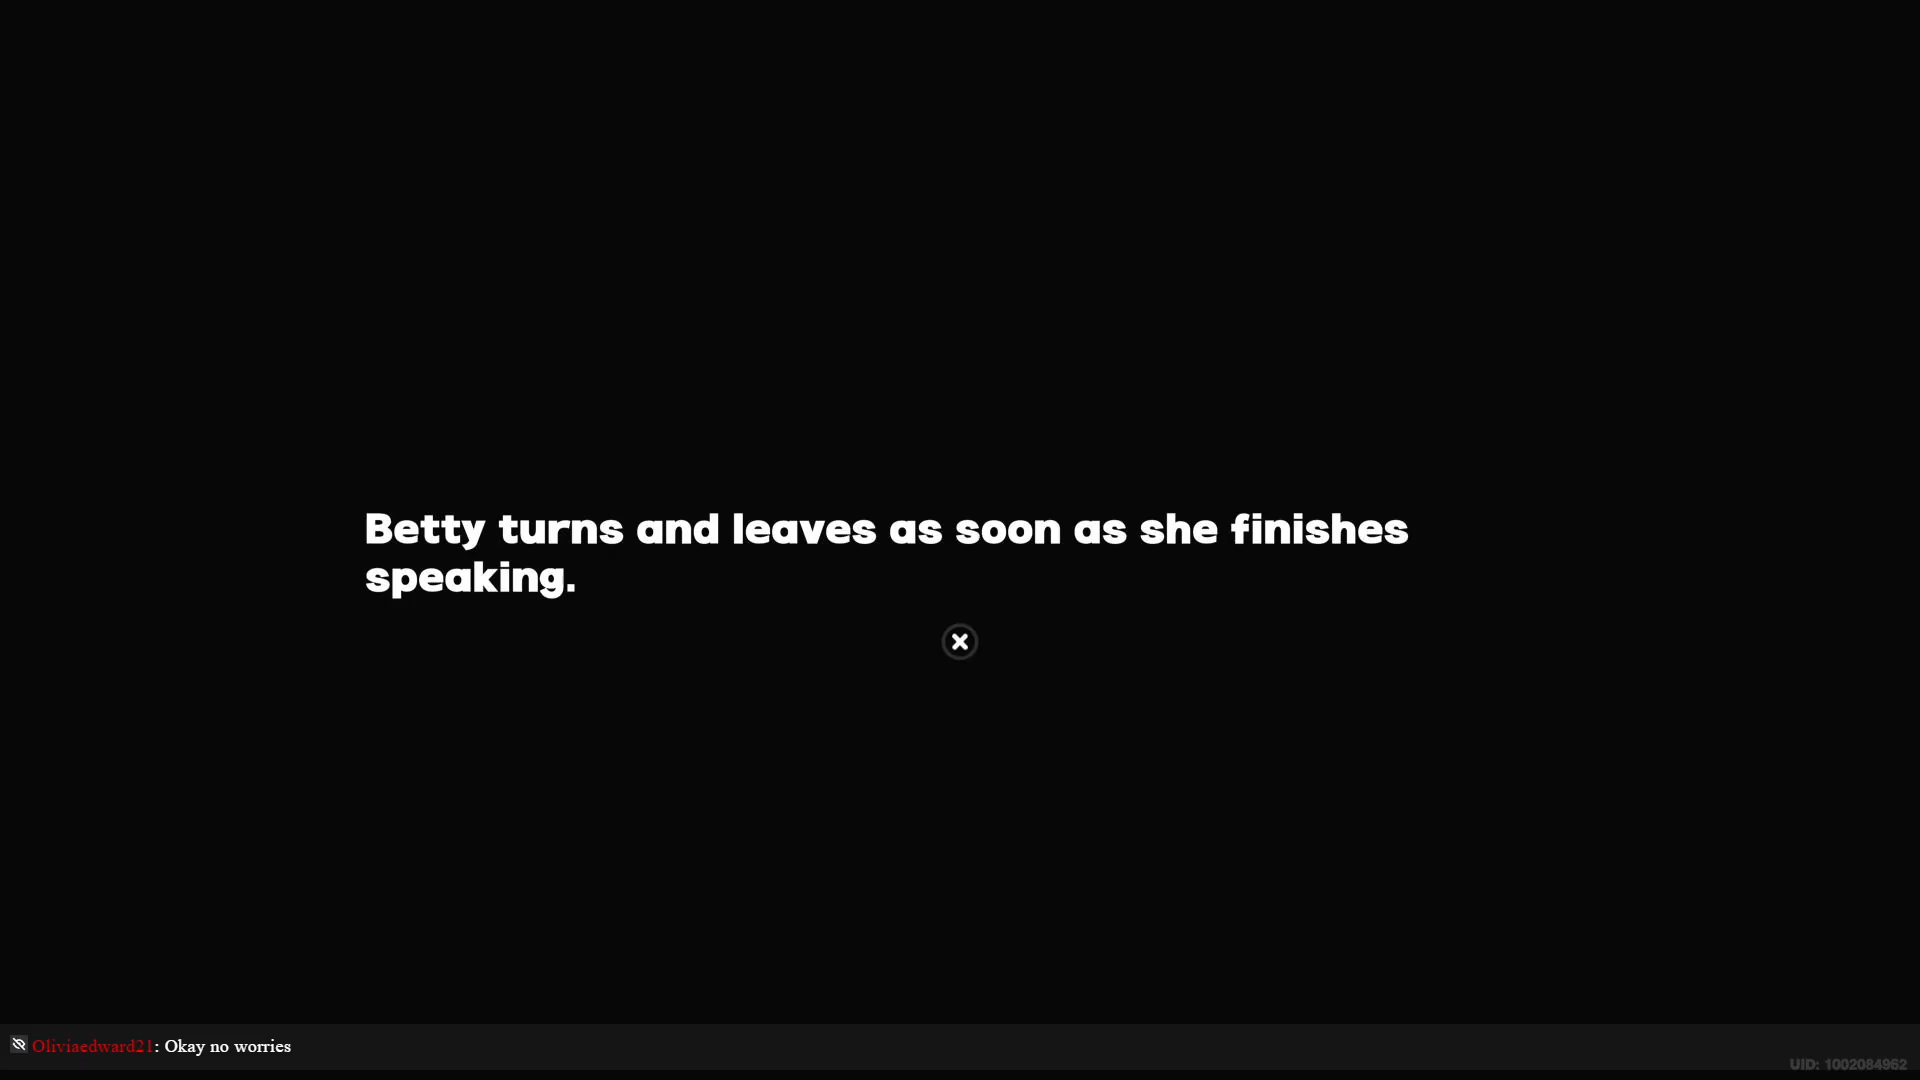 Betty turns and leaves as soon as she finishes
speaking.
Oliviaedward21: Okay no worries
UID: 1002084962